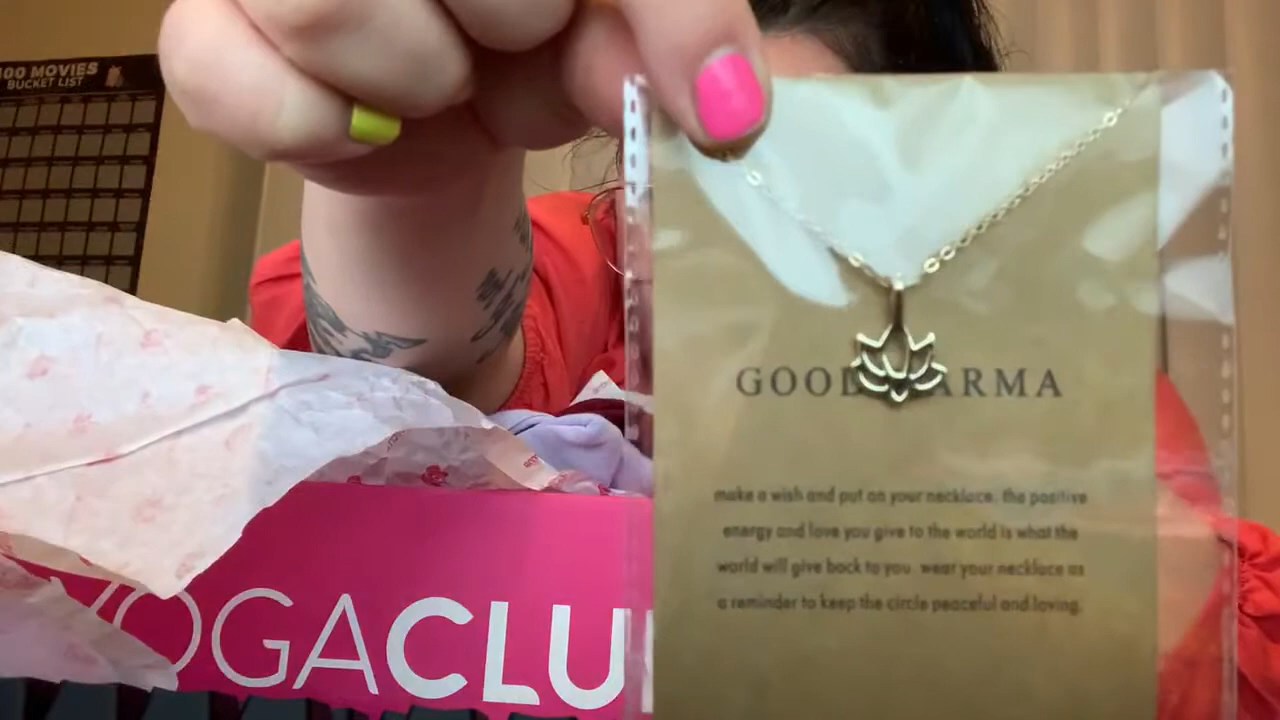 100 MOVIES
BUCKET LIST
GOOD KARMA
make a wish and put on your necklace. the positive
energy and love you give to the world is what the
world will give back to you. wear your necklace as
a reminder to keep the circle peaceful and loving.
YOGACLU